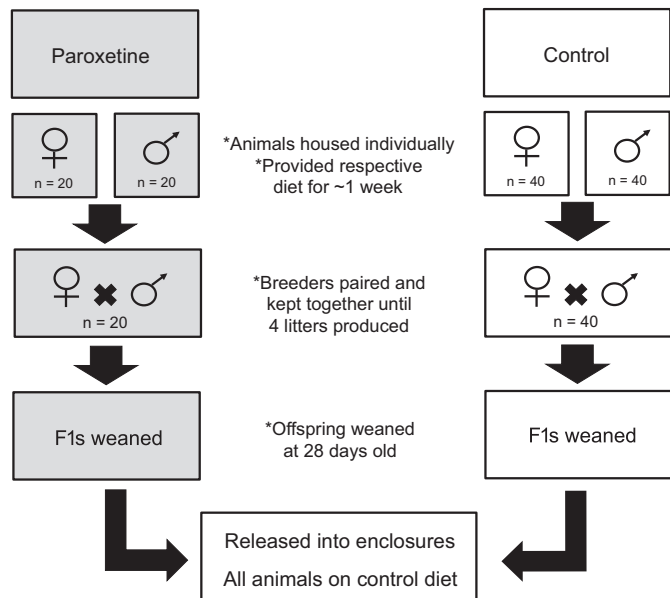 Paroxetine
Control
n = 20
n = 20
*Animals housed individually
*Provided respective
diet for ~1 week
n = 40
n = 40
n = 20
*Breeders paired and
kept together until
4 litters produced
n = 40
F1s weaned
*Offspring weaned
at 28 days old
F1s weaned
Released into enclosures
All animals on control diet